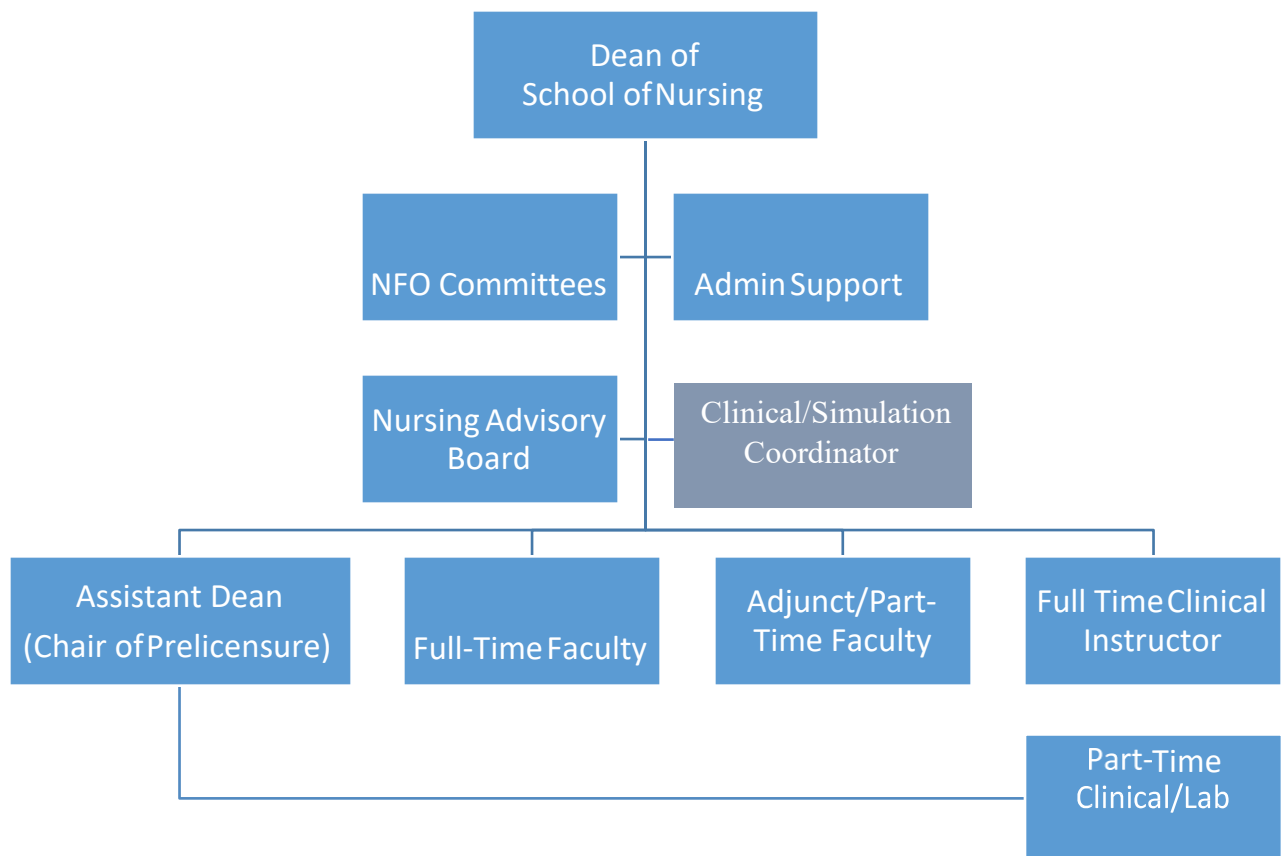 Dean of
School of Nursing
NFO Committees
Admin Support
Nursing Advisory
Board
Clinical/Simulation
Coordinator
Assistant Dean
(Chair of Prelicensure)
Full-Time Faculty
Adjunct/Part-
Time Faculty
Full Time Clinical
Instructor
Part-Time
Clinical/Lab